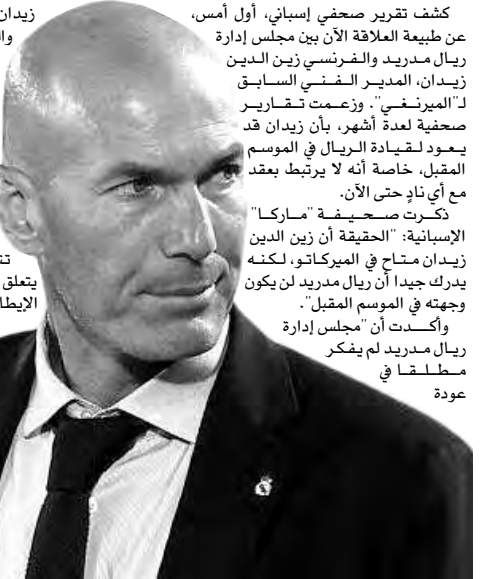 كشف تقرير صحفي إسباني، أول أمس،
عن طبيعة العلاقة الآن بين مجلس إدارة
ريال مدريد والفرنسي زين الدين
زيدان، المدير الفني السابق
لـ"الميرنغي". وزعمت تقارير
صحفية لعدة أشهر، بأن زيدان قد
يعود لقيادة الريال في الموسم
المقبل، خاصة أنه لا يرتبط بعقد
مع أي نادٍ حتى الآن.
ذكرت صحيفة "ماركا"
الإسبانية: "الحقيقة أن زين الدين
زيدان متاح في الميركاتو، لكنه
يدرك جيدا أن ريال مدريد لن يكون
وجهته في الموسم المقبل".
وأكدت أن "مجلس إدارة
ريال مدريد لم يفكر
مطلقا في
عودة
زيدان
يتعلق